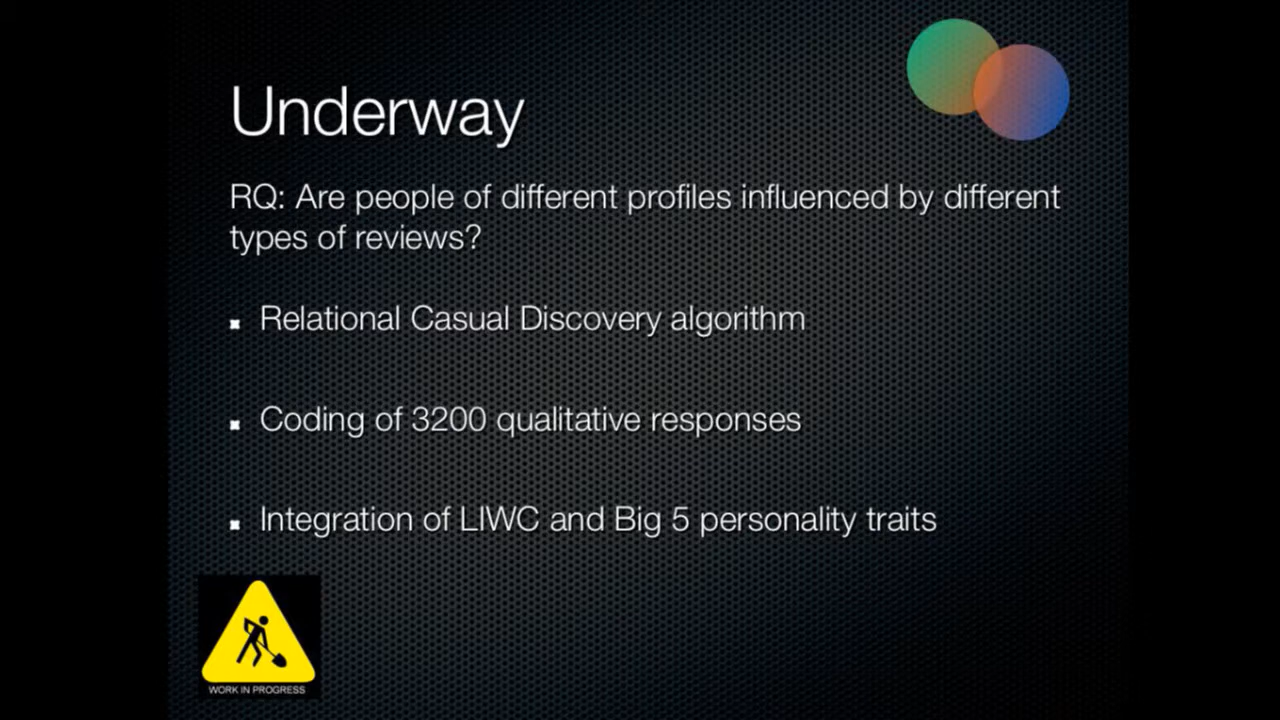 Underway
RQ: Are people of different profiles influenced by different
types of reviews?
Relational Casual Discovery algorithm
Coding of 3200 qualitative responses
Integration of LIWC and Big 5 personality traits
WORK IN PROGRESS